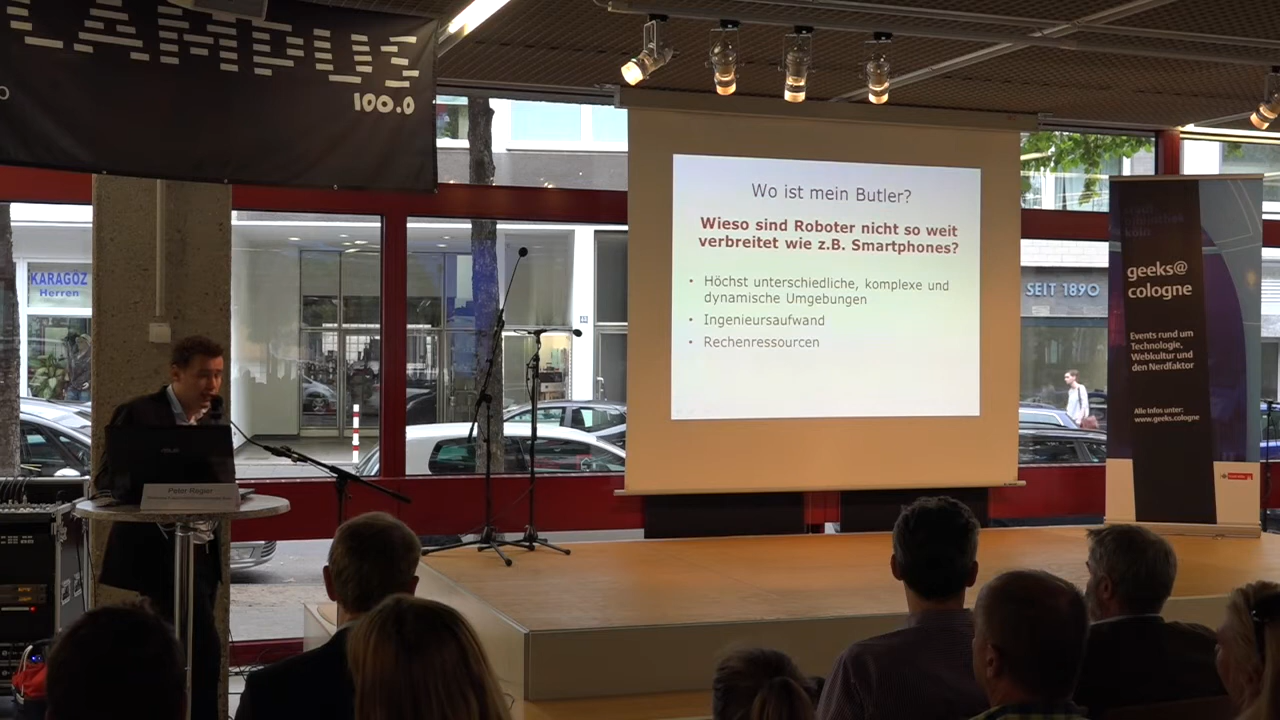 100.0
KARAGÖZ
Herren
Peter Regier
Wo ist mein Butler?
Wieso sind Roboter nicht so weit
verbreitet wie z.B. Smartphones?
• Höchst unterschiedliche, komplexe und
dynamische Umgebungen
• Ingenieursaufwand
• Rechenressourcen
SEIT 1890
geeks@
cologne
Events rund um
Technologie,
Webkultur und
den Nerdfaktor
Alle Infos unter:
www.geeks.cologne